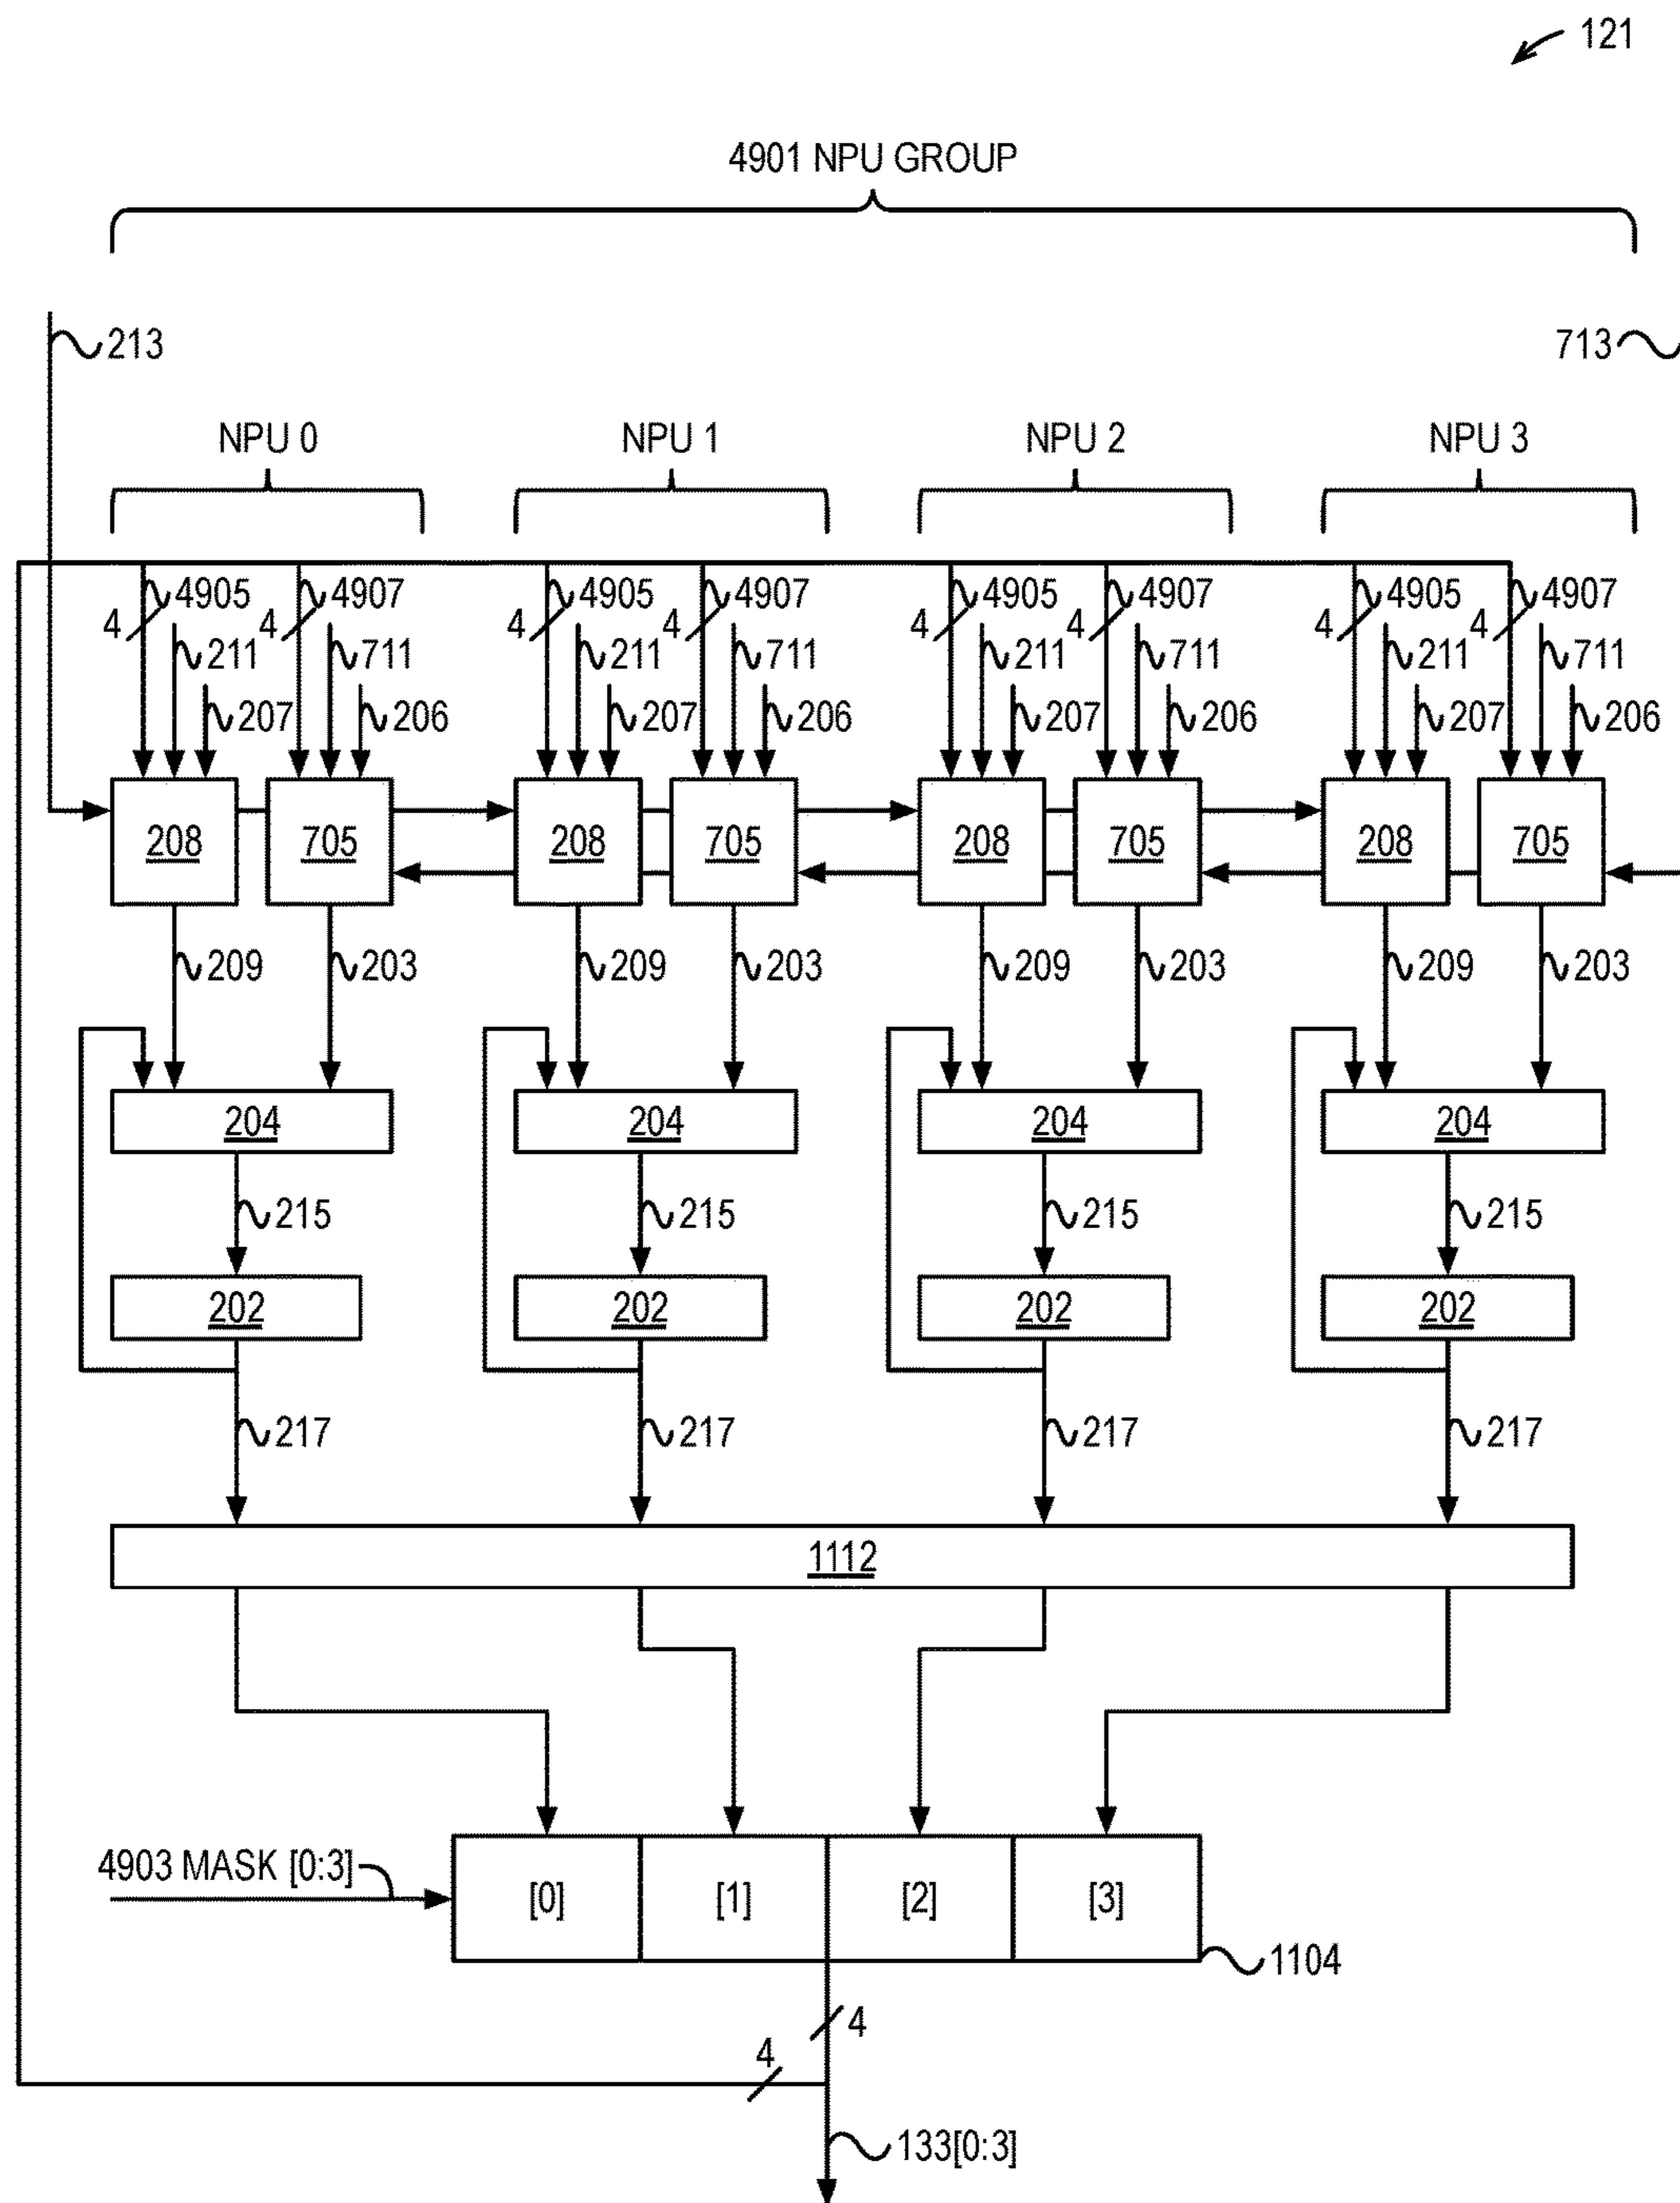 121
4901 NPU GROUP
213 713
NPU 0 NPU 1 NPU 2 NPU 3
4905 4907 4905 4907 4905 4907 4905 4907
4 4 4 4 4 4 4 4
211 711 211 711 211 711 211 711
207 206 207 206 207 206 207 206
208 705 208 705 208 705 208 705
209 203 209 203 209 203 209 203
204 204 204 204
215 215 215 215
202 202 202 202
217 217 217 217
1112
4903 MASK [0:3]
[0] [1] [2] [3]
1104
4
4
133[0:3]